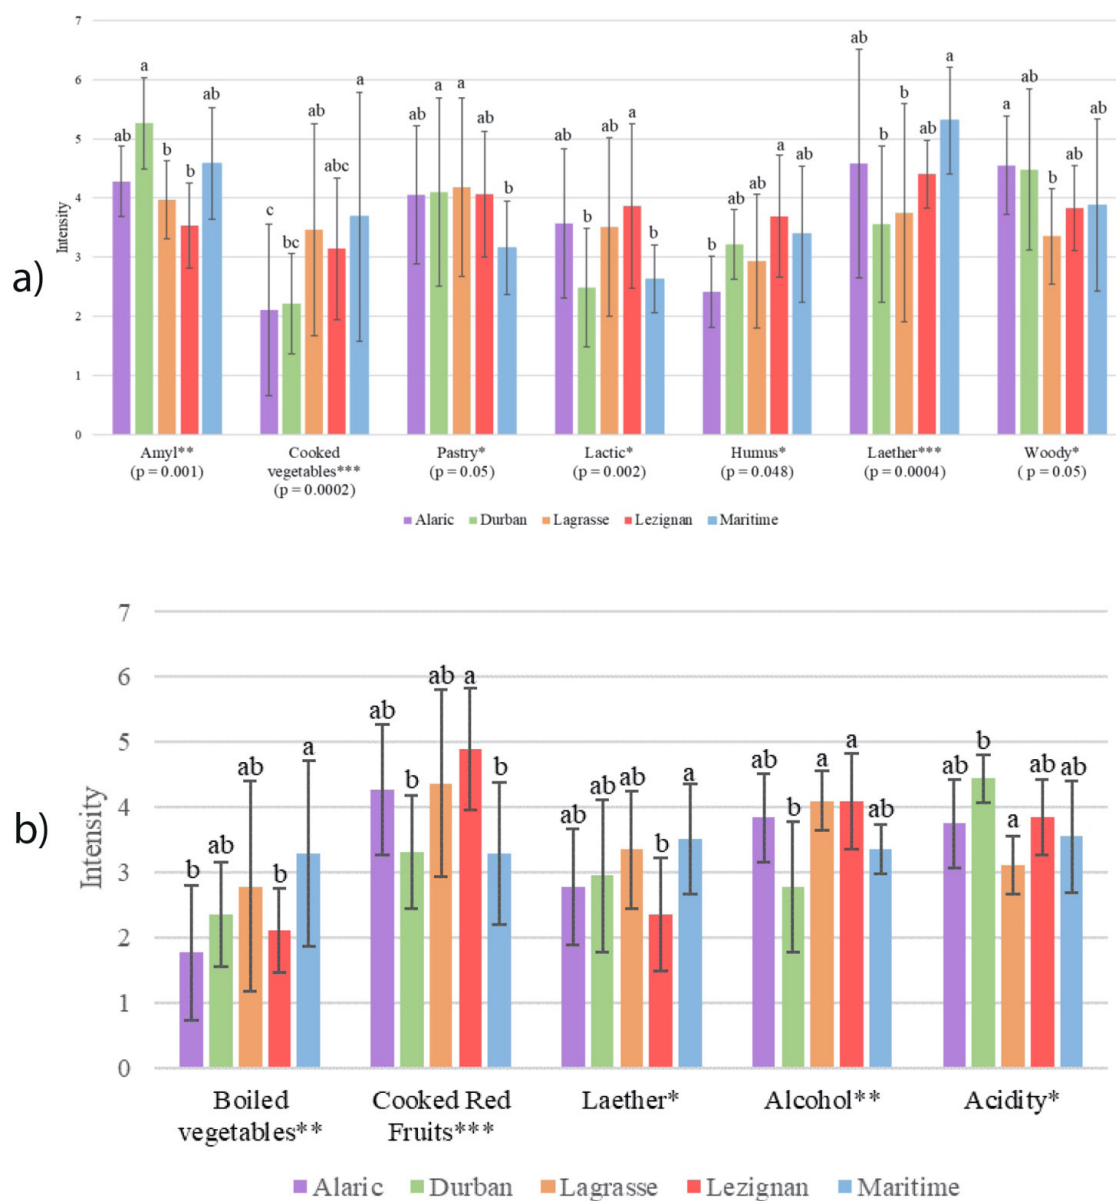 7
6
5
4
3
2
1
0
Intensity
a)
ab a b b ab
c bc ab abc a
ab a a ab b
ab b ab a b
b ab ab a ab
ab b b ab a
a ab b ab ab
Amyl** Cooked Pastry* Lactic* Humus* Laether*** Woody*
(p = 0.001) vegetables*** (p = 0.05) (p = 0.002) (p = 0.048) (p = 0.0004) (p = 0.05)
(p = 0.0002)
Alaric Durban Lagrasse Lezignan Maritime
7
6
5
4
3
2
1
0
Intensity
b)
b ab ab b a
ab b ab a b
ab ab ab b a
ab b a a ab
ab b a ab ab
Boiled Cooked Red Laether* Alcohol** Acidity*
vegetables** Fruits***
Alaric Durban Lagrasse Lezignan Maritime